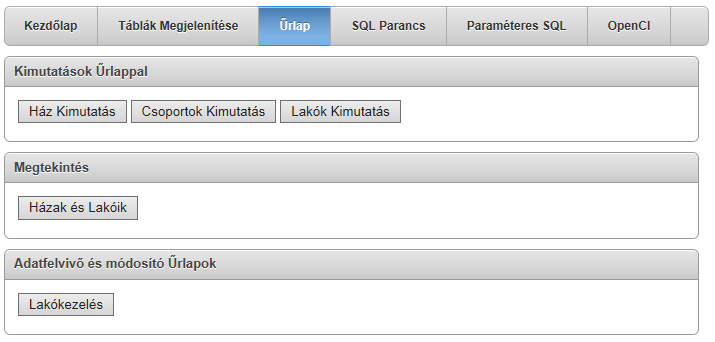 Kezdőlap Táblák Megjelenítése Űrlap SQL Parancs Paraméteres SQL OpenCI
Kimutatások Űrlappal
Ház Kimutatás Csoportok Kimutatás Lakók Kimutatás
Megtekintés
Házak és Lakóik
Adatfelvivő és módosító Űrlapok
Lakókezelés